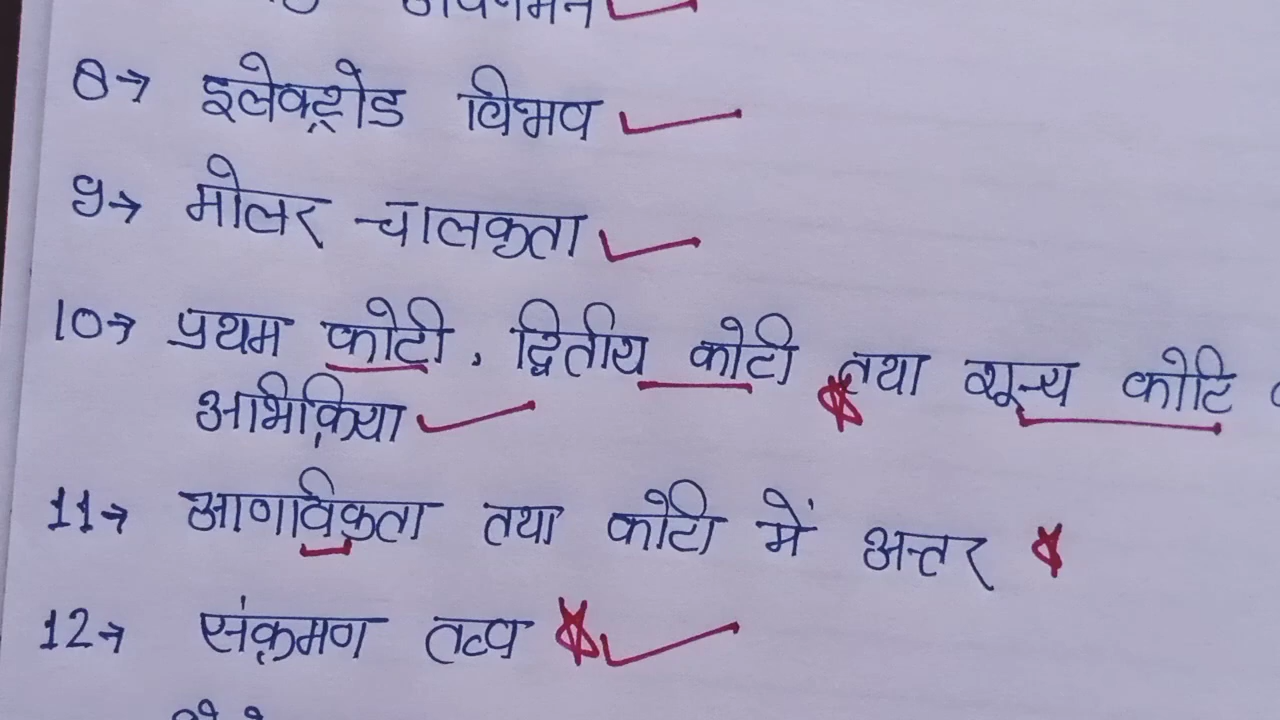 8→ इलेक्ट्रोड विभव
9→ मोलर चालकता
10→ प्रथम कोटी, द्वितीय कोटी तथा शून्य कोटि
अभिक्रिया
11→ आणविकता तथा कोटी में अन्तर
12→ संक्रमण तत्व